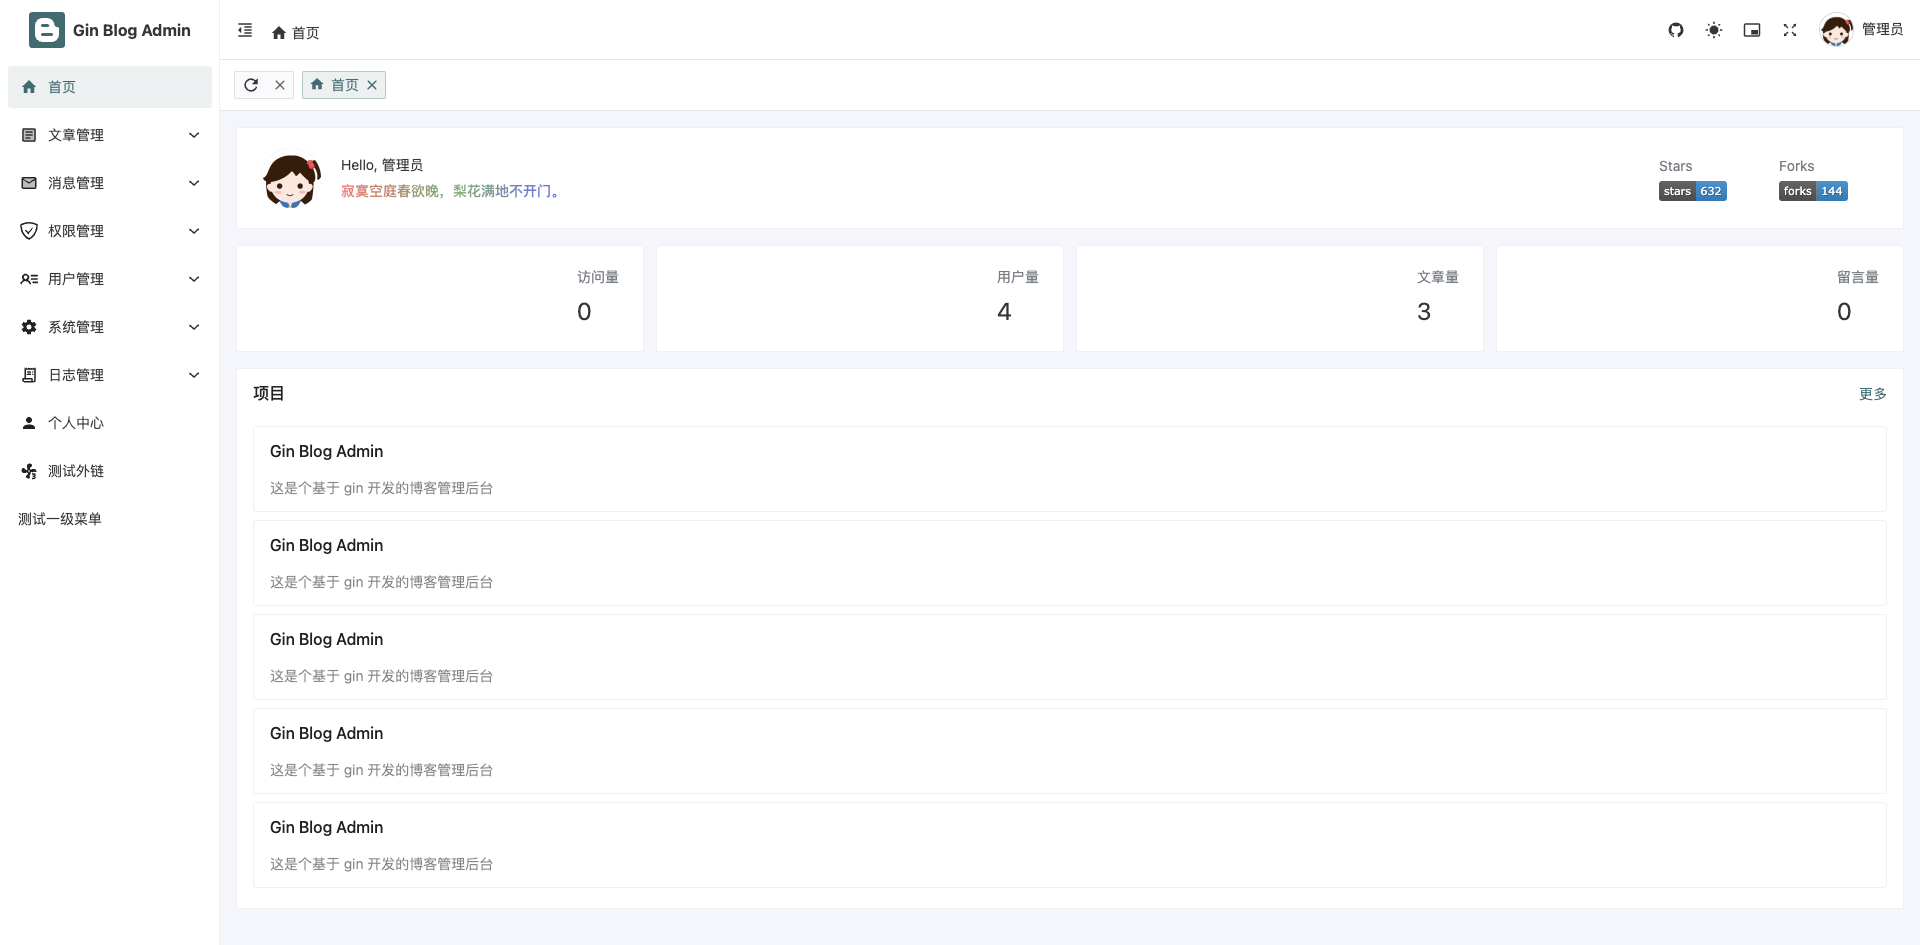 Gin Blog Admin
首页
文章管理
消息管理
权限管理
用户管理
系统管理
日志管理
个人中心
测试外链
测试一级菜单
首页
管理员
首页
Hello, 管理员
寂寞空庭春欲晚，梨花满地不开门。
Stars
stars 632
Forks
forks 144
访问量
0
用户量
4
文章量
3
留言量
0
项目
更多
Gin Blog Admin
这是个基于 gin 开发的博客管理后台
Gin Blog Admin
这是个基于 gin 开发的博客管理后台
Gin Blog Admin
这是个基于 gin 开发的博客管理后台
Gin Blog Admin
这是个基于 gin 开发的博客管理后台
Gin Blog Admin
这是个基于 gin 开发的博客管理后台